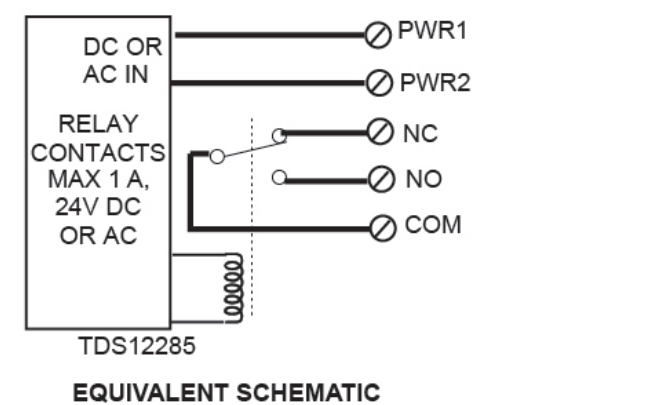 DC OR
AC IN
RELAY
CONTACTS
MAX 1 A,
24V DC
OR AC
PWR1
PWR2
NC
NO
COM
TDS12285
EQUIVALENT SCHEMATIC